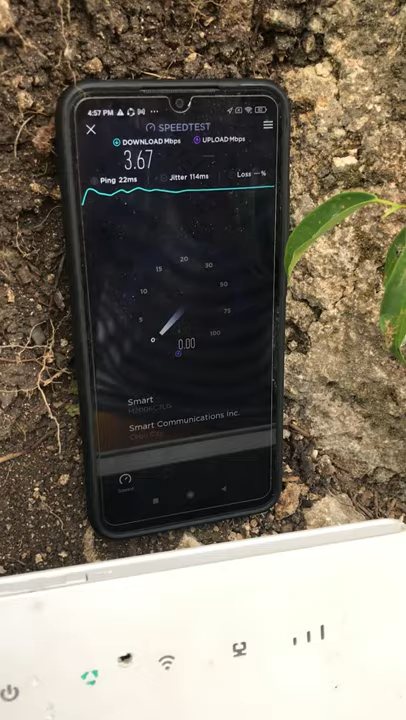 4:57 PM
SPEEDTEST
DOWNLOAD Mbps UPLOAD Mbps
3.67
Ping 22ms Jitter 114ms Loss —%
20
15 30
10 50
5 75
0 100
0.00
Smart
Smart Communications Inc.
Speed